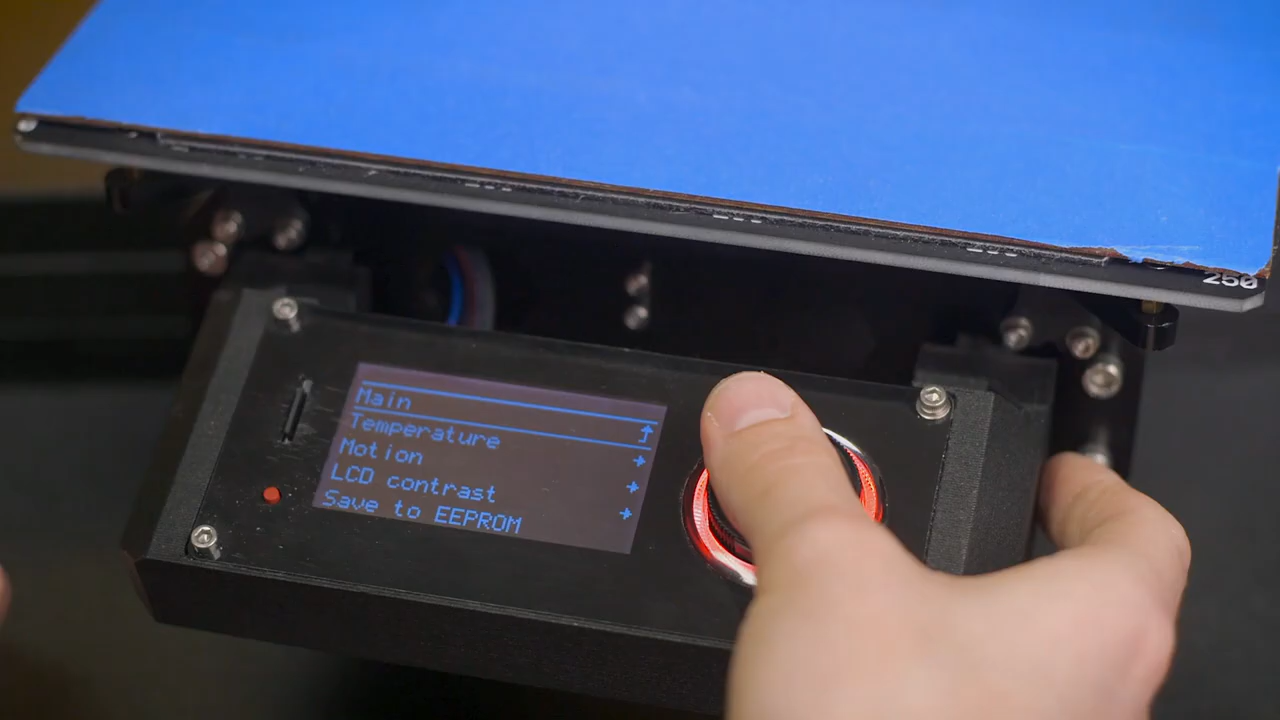 250
Main
Temperature
Motion
LCD contrast
Save to EEPROM